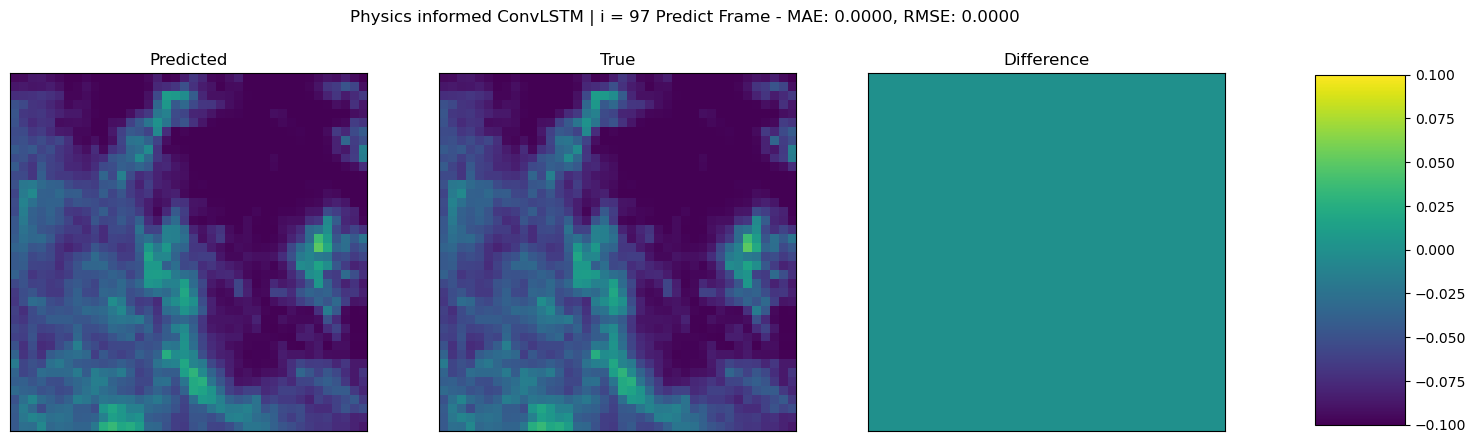 Physics informed ConvLSTM | i = 97 Predict Frame - MAE: 0.0000, RMSE: 0.0000
Predicted
True
Difference
0.100
0.075
0.050
0.025
0.000
−0.025
−0.050
−0.075
−0.100